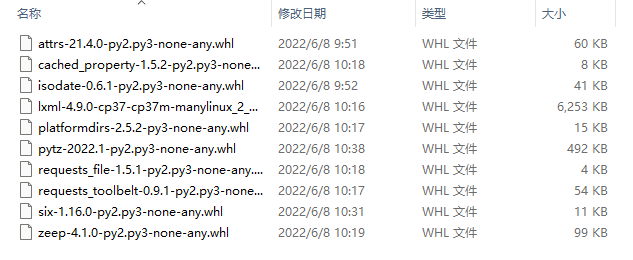 名称 修改日期 类型 大小
attrs-21.4.0-py2.py3-none-any.whl 2022/6/8 9:51 WHL 文件 60 KB
cached_property-1.5.2-py2.py3-none... 2022/6/8 10:18 WHL 文件 8 KB
isodate-0.6.1-py2.py3-none-any.whl 2022/6/8 9:52 WHL 文件 41 KB
lxml-4.9.0-cp37-cp37m-manylinux_2_... 2022/6/8 10:16 WHL 文件 6,253 KB
platformdirs-2.5.2-py3-none-any.whl 2022/6/8 10:17 WHL 文件 15 KB
pytz-2022.1-py2.py3-none-any.whl 2022/6/8 10:38 WHL 文件 492 KB
requests_file-1.5.1-py2.py3-none-any.... 2022/6/8 10:18 WHL 文件 4 KB
requests_toolbelt-0.9.1-py2.py3-none... 2022/6/8 10:17 WHL 文件 54 KB
six-1.16.0-py2.py3-none-any.whl 2022/6/8 10:31 WHL 文件 11 KB
zeep-4.1.0-py2.py3-none-any.whl 2022/6/8 10:19 WHL 文件 99 KB